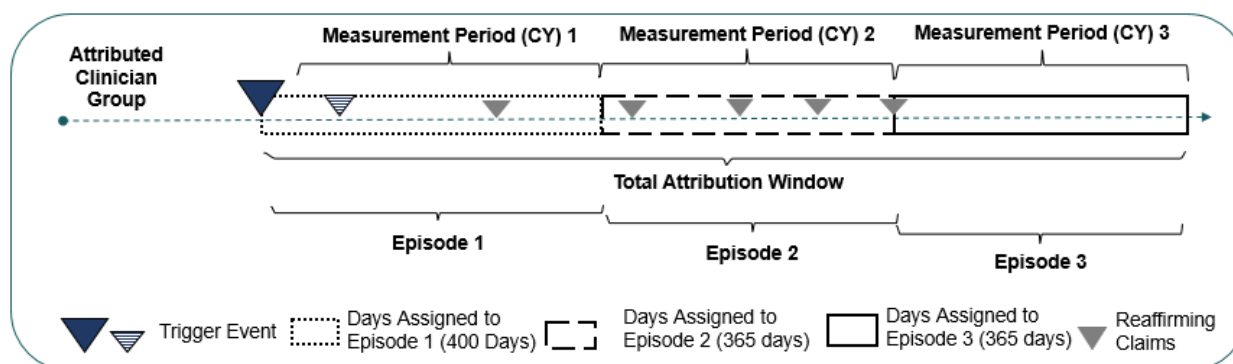 Measurement Period (CY) 1
Measurement Period (CY) 2
Measurement Period (CY) 3
Attributed
Clinician
Group
Total Attribution Window
Episode 1
Episode 2
Episode 3
Trigger Event
Days Assigned to
Episode 1 (400 Days)
Days Assigned to
Episode 2 (365 days)
Days Assigned to
Episode 3 (365 days)
Reaffirming
Claims